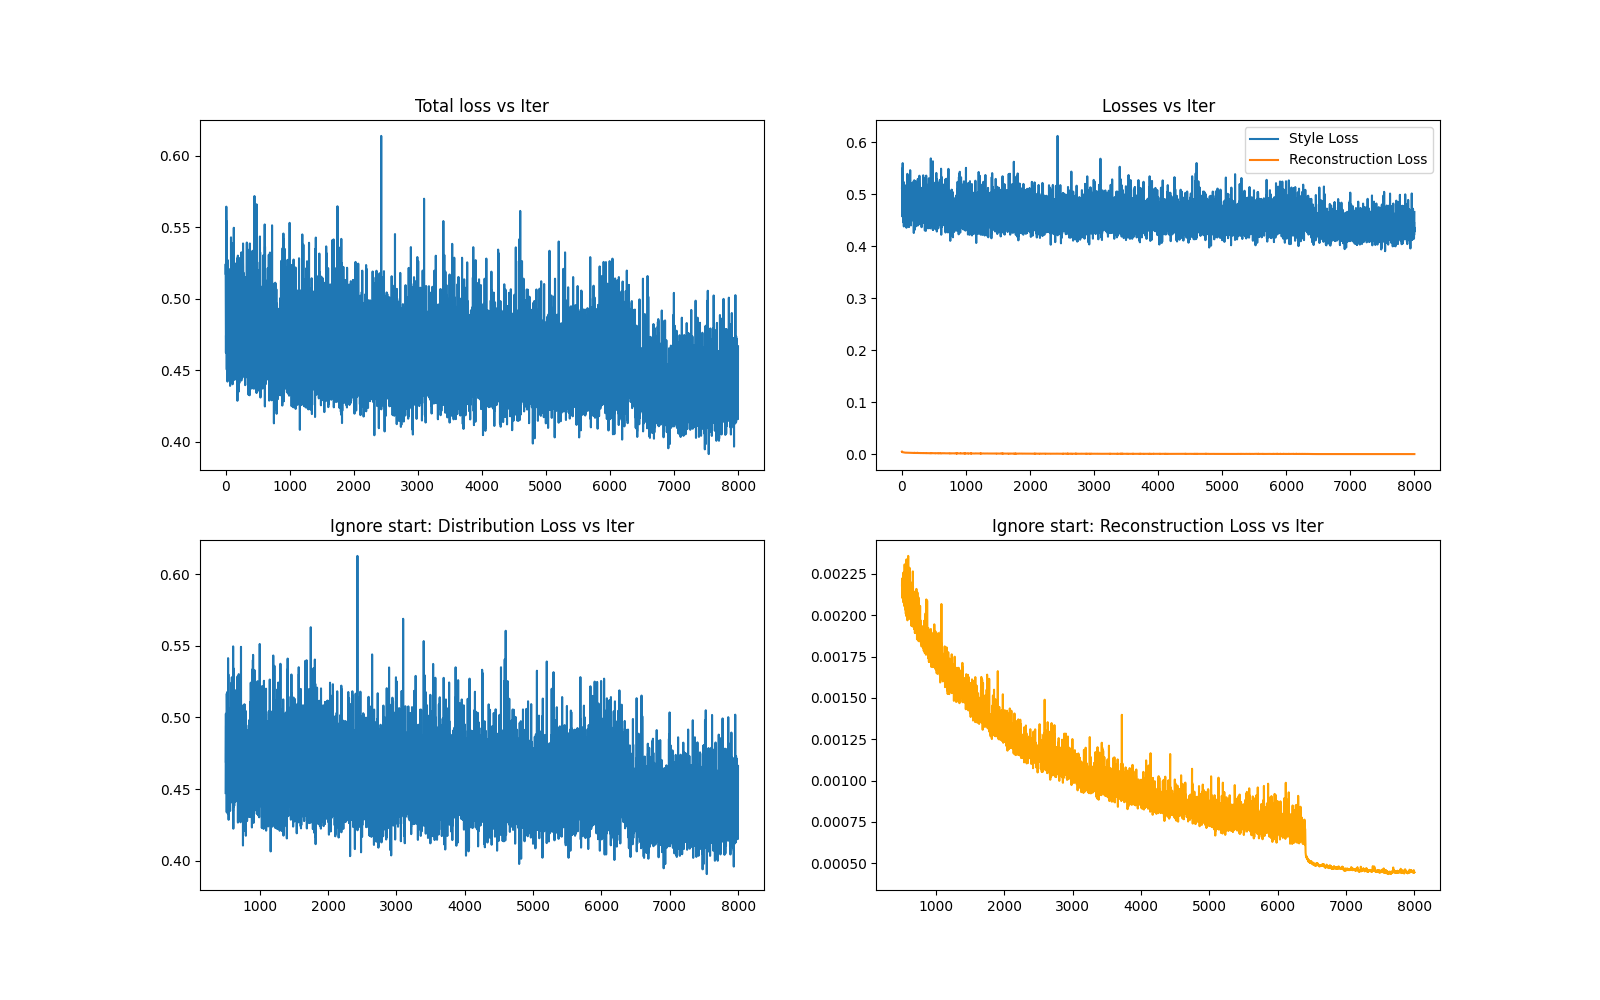 Total loss vs Iter
0.60
0.55
0.50
0.45
0.40
0 1000 2000 3000 4000 5000 6000 7000 8000
Losses vs Iter
Style Loss
Reconstruction Loss
0.6
0.5
0.4
0.3
0.2
0.1
0.0
0 1000 2000 3000 4000 5000 6000 7000 8000
Ignore start: Distribution Loss vs Iter
0.60
0.55
0.50
0.45
0.40
1000 2000 3000 4000 5000 6000 7000 8000
Ignore start: Reconstruction Loss vs Iter
0.00225
0.00200
0.00175
0.00150
0.00125
0.00100
0.00075
0.00050
1000 2000 3000 4000 5000 6000 7000 8000